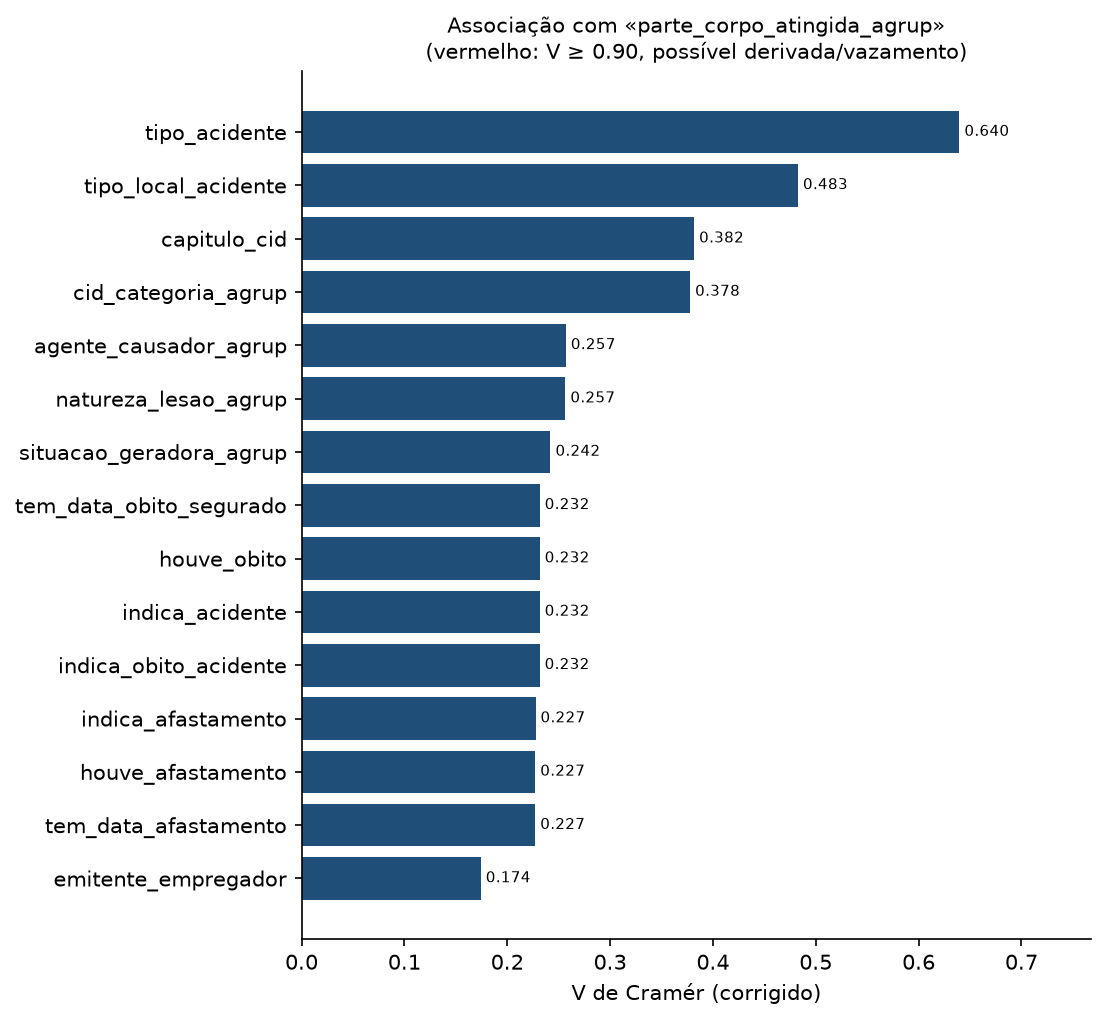 Associação com «parte_corpo_atingida_agrup»
(vermelho: V ≥ 0.90, possível derivada/vazamento)
tipo_acidente 0.640
tipo_local_acidente 0.483
capitulo_cid 0.382
cid_categoria_agrup 0.378
agente_causador_agrup 0.257
natureza_lesao_agrup 0.257
situacao_geradora_agrup 0.242
tem_data_obito_segurado 0.232
houve_obito 0.232
indica_acidente 0.232
indica_obito_acidente 0.232
indica_afastamento 0.227
houve_afastamento 0.227
tem_data_afastamento 0.227
emitente_empregador 0.174
0.0 0.1 0.2 0.3 0.4 0.5 0.6 0.7
V de Cramér (corrigido)